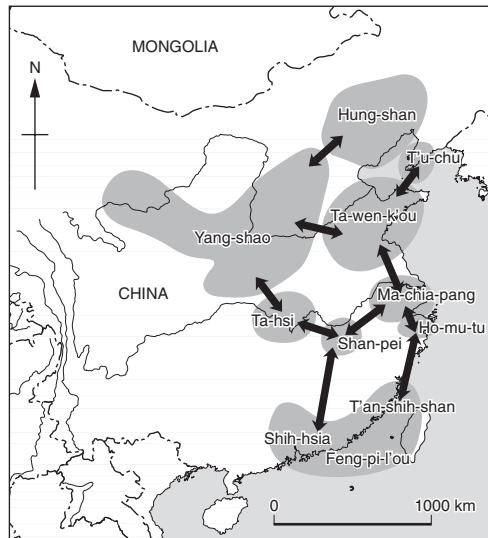 MONGOLIA
N
Hung-shan
T'u-chu
Ta-wen-kiou
Yang-shao
CHINA
Ma-chia-pang
Ta-hsi
Ho-mu-tu
Shan-pei
T'an-shih-shan
Shih-hsia
Feng-pi-l'ou
0 1000 km